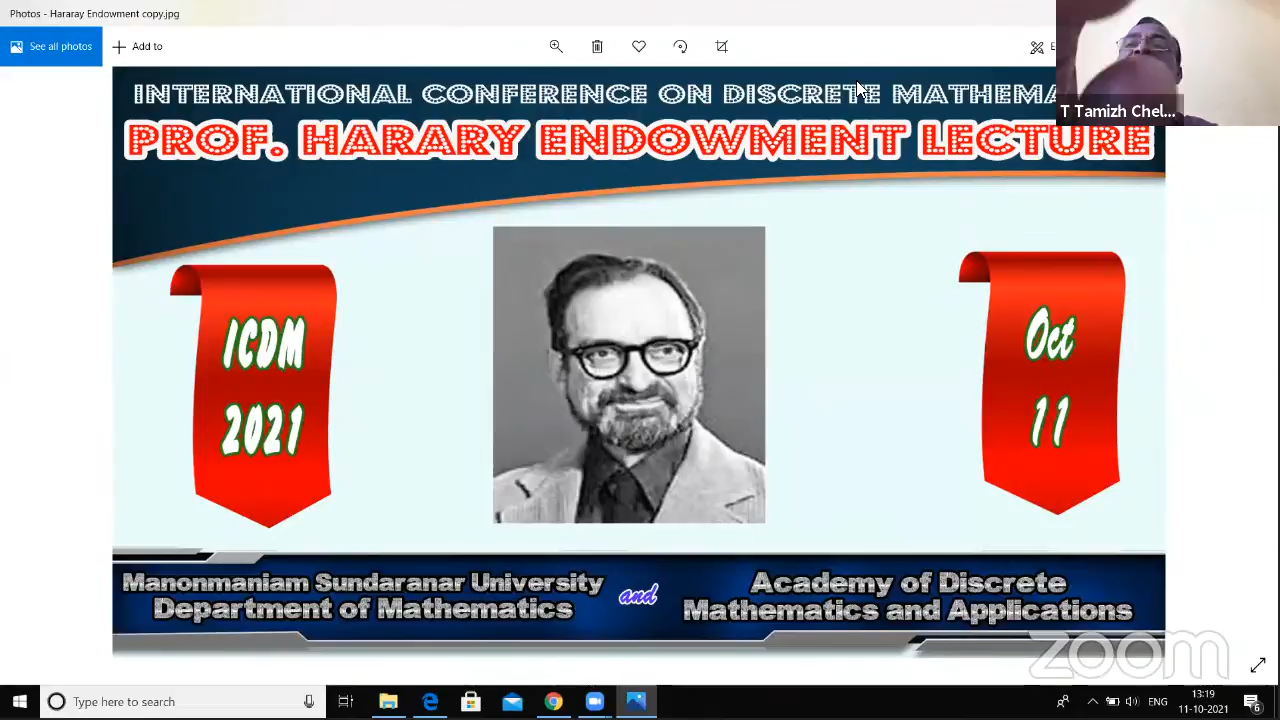 Photos - Hararay Endowment copy.jpg
See all photos
Add to
T Tamizh Chel...
INTERNATIONAL CONFERENCE ON DISCRETE MATHEMA
PROF. HARARY ENDOWMENT LECTURE
ICDM
2021
Oct
11
Manonmaniam Sundaranar University
Department of Mathematics
and
Academy of Discrete
Mathematics and Applications
zoom
Type here to search
ENG
13:19
11-10-2021
6